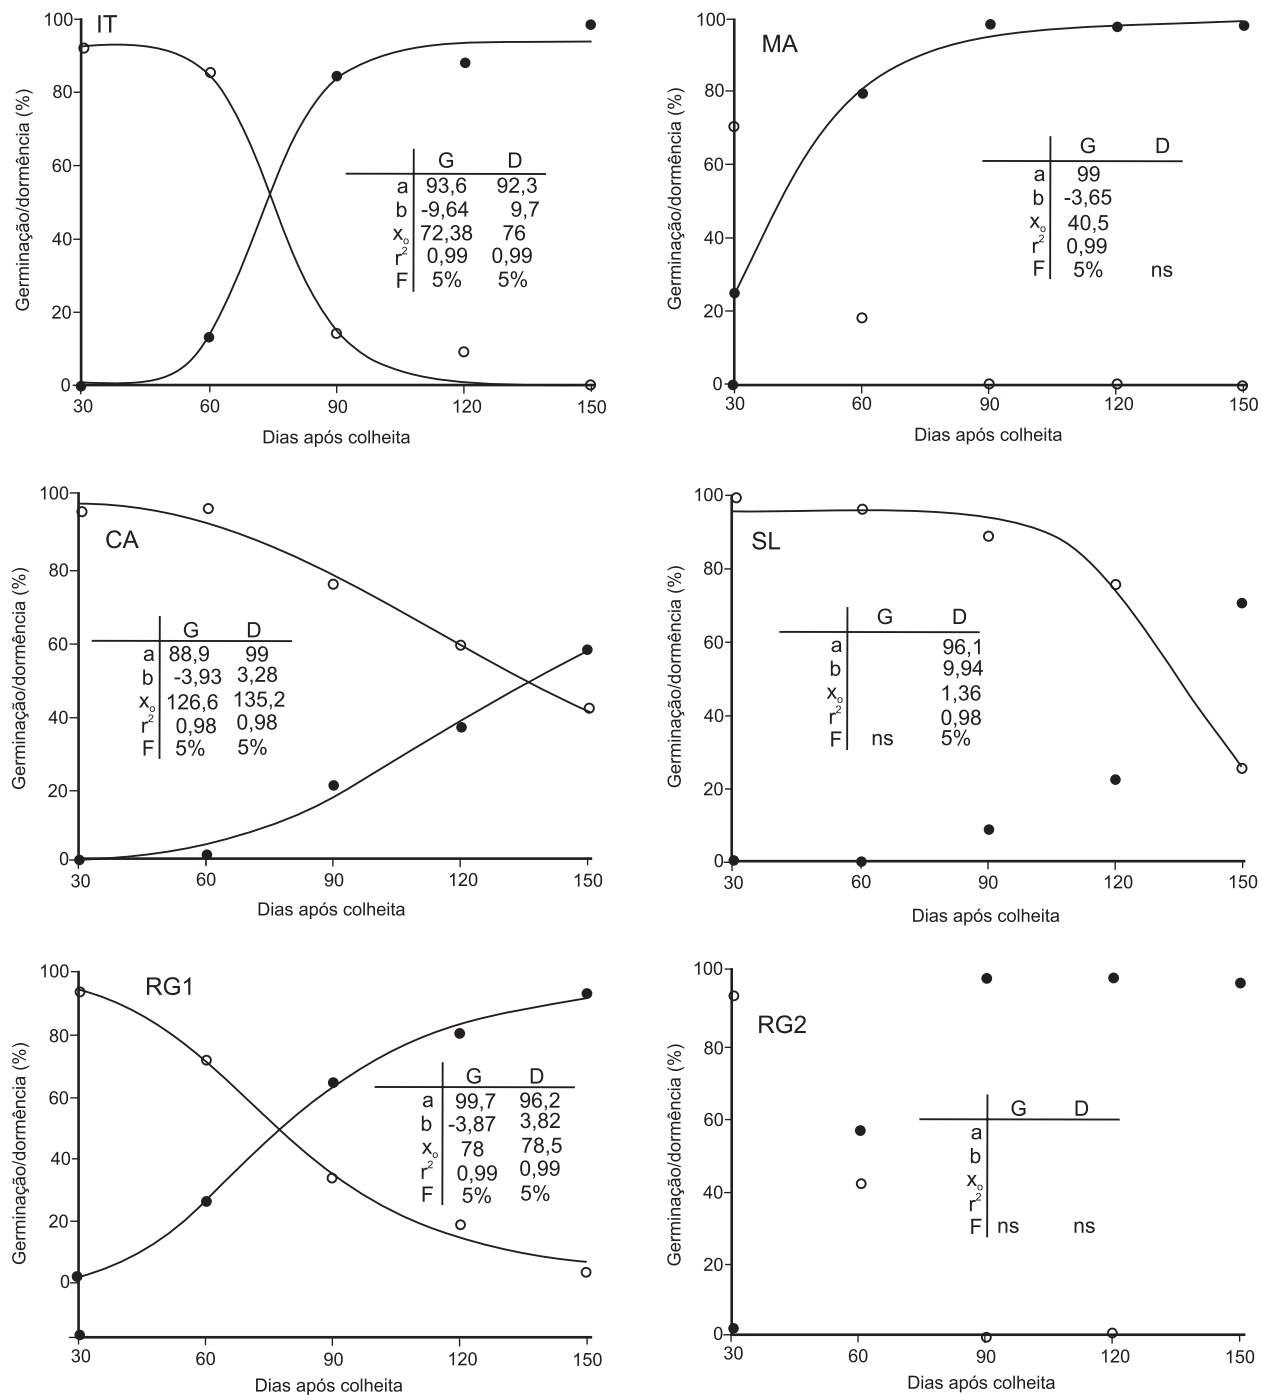 IT
Germinação/dormência (%)
100
80
60
40
20
0
G D
a 93,6 92,3
b -9,64 9,7
x₀ 72,38 76
r² 0,99 0,99
F 5% 5%
30 60 90 120 150
Dias após colheita
MA
Germinação/dormência (%)
100
80
60
40
20
0
G D
a 99
b -3,65
x₀ 40,5
r² 0,99
F 5% ns
30 60 90 120 150
Dias após colheita
CA
Germinação/dormência (%)
100
80
60
40
20
0
G D
a 88,9 99
b -3,93 3,28
x₀ 126,6 135,2
r² 0,98 0,98
F 5% 5%
30 60 90 120 150
Dias após colheita
SL
Germinação/dormência (%)
100
80
60
40
20
0
G D
a 96,1
b 9,94
x₀ 1,36
r² 0,98
F ns 5%
30 60 90 120 150
Dias após colheita
RG1
Germinação/dormência (%)
100
80
60
40
20
0
G D
a 99,7 96,2
b -3,87 3,82
x₀ 78 78,5
r² 0,99 0,99
F 5% 5%
30 60 90 120 150
Dias após colheita
RG2
Germinação/dormência (%)
100
80
60
40
20
0
G D
a
b
x₀
r²
F ns ns
30 60 90 120 150
Dias após colheita